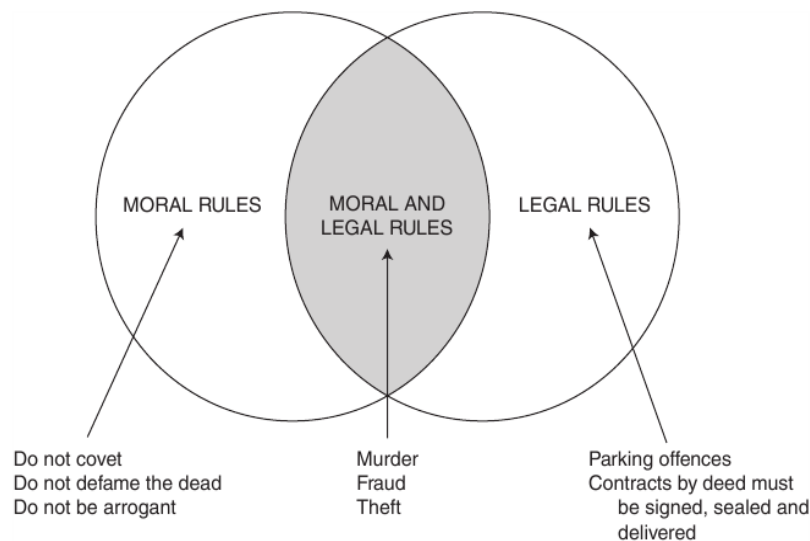 MORAL RULES
MORAL AND
LEGAL RULES
LEGAL RULES
Do not covet
Do not defame the dead
Do not be arrogant
Murder
Fraud
Theft
Parking offences
Contracts by deed must
be signed, sealed and
delivered